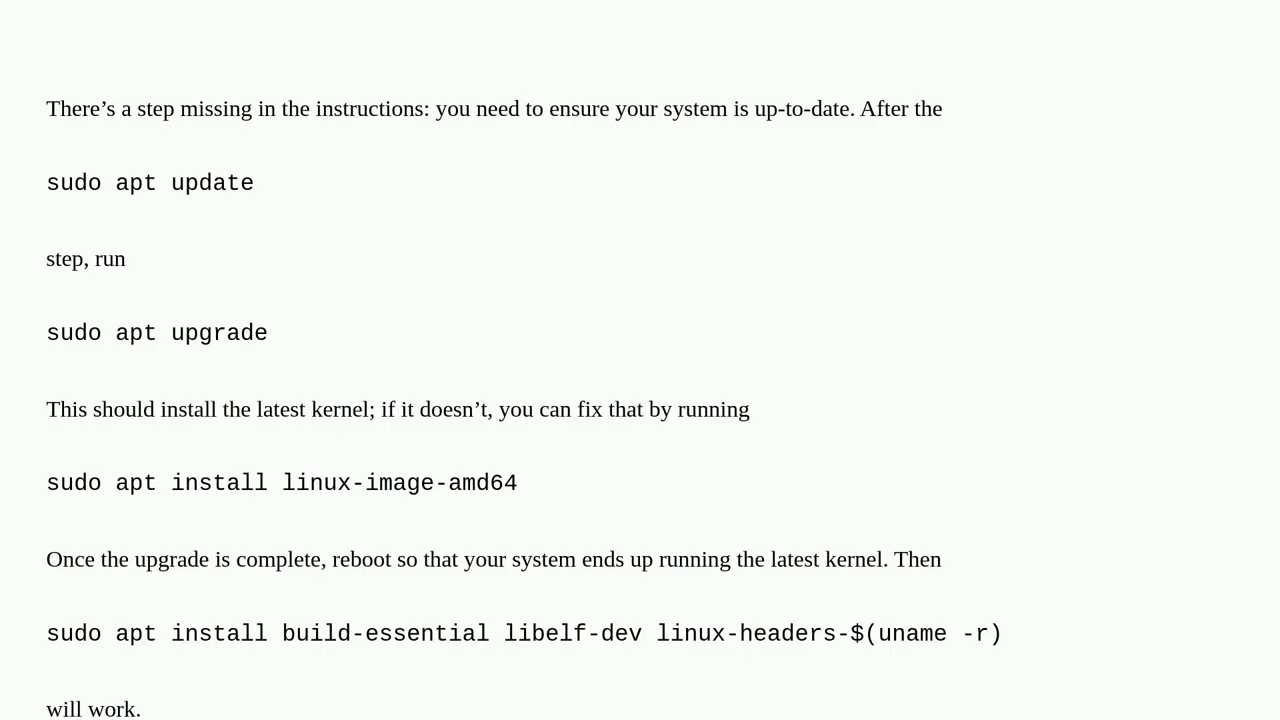 There’s a step missing in the instructions: you need to ensure your system is up-to-date. After the
sudo apt update
step, run
sudo apt upgrade
This should install the latest kernel; if it doesn’t, you can fix that by running
sudo apt install linux-image-amd64
Once the upgrade is complete, reboot so that your system ends up running the latest kernel. Then
sudo apt install build-essential libelf-dev linux-headers-$(uname -r)
will work.